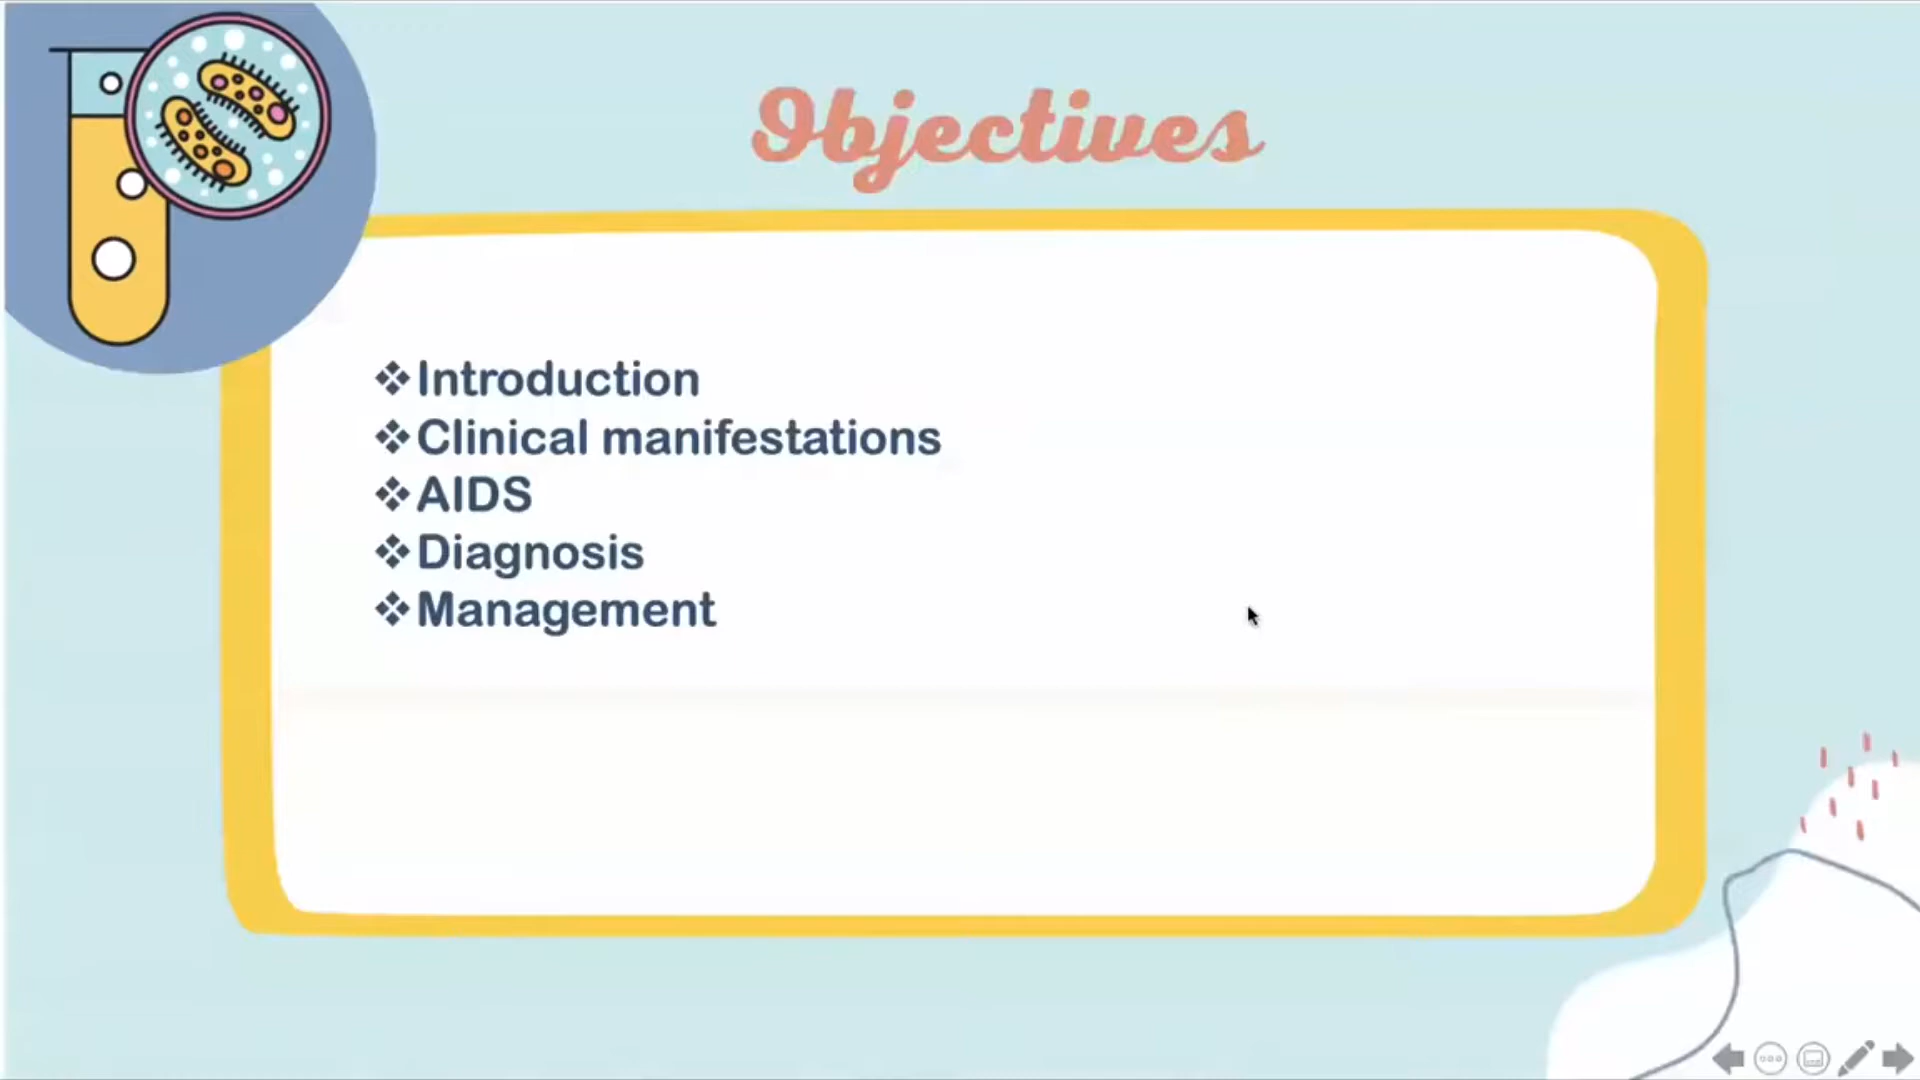 Objectives
❖Introduction
❖Clinical manifestations
❖AIDS
❖Diagnosis
❖Management